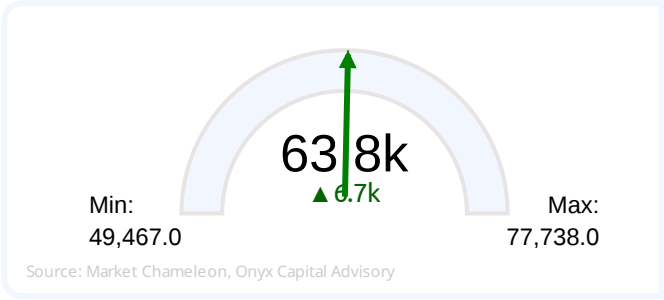 63.8k
▲6.7k
Min:
49,467.0
Max:
77,738.0
Source: Market Chameleon, Onyx Capital Advisory